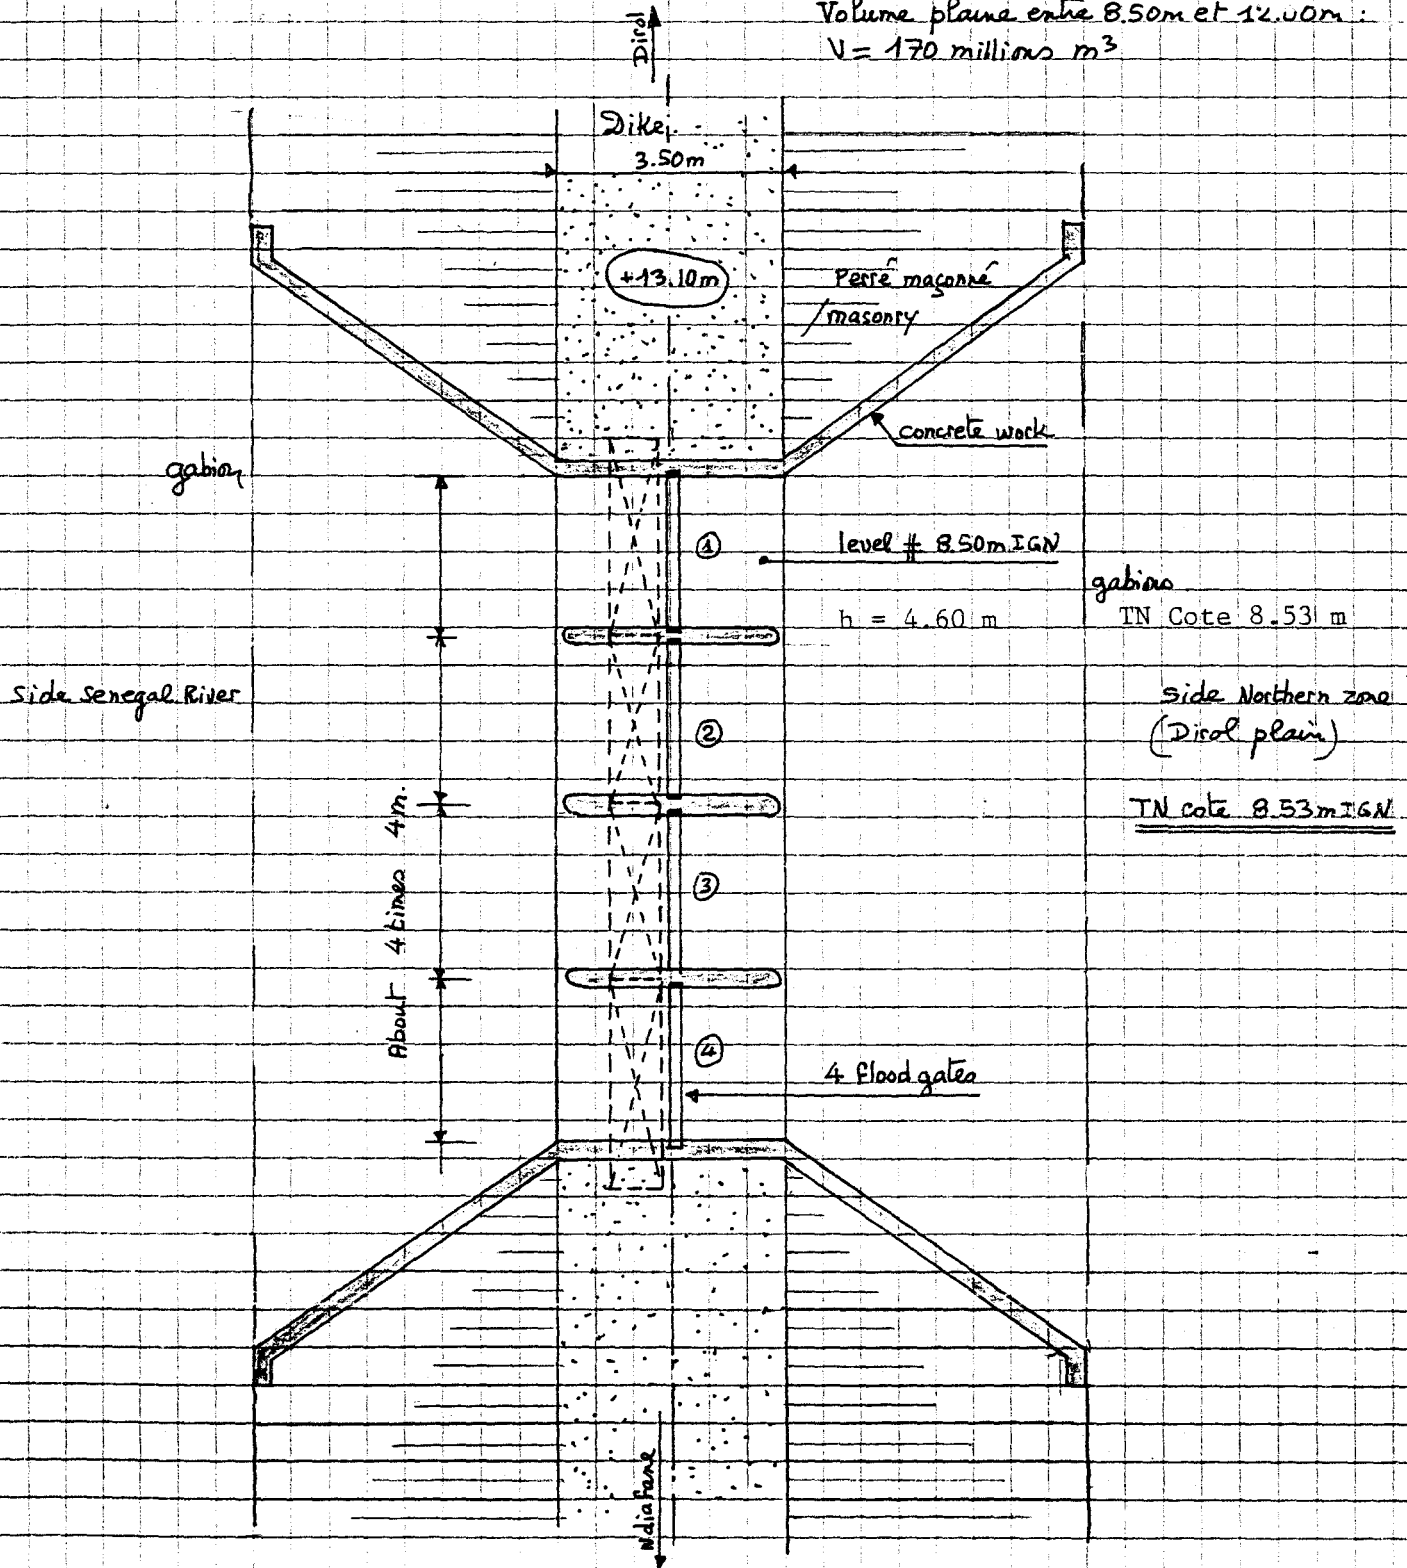 Dirol
Volume plaine entre 8.50m et 12.00m :
V = 170 millions m³
Dike
3.50m
+13.10m
Perré maçonné
/masonry
concrete work
gabion
①
level # 8.50m IGN
gabions
h = 4.60 m
TN Cote 8.53 m
Side Senegal River
Side Northern zone
(Dirol plain)
②
TN cote 8.53m IGN
About 4 times 4m.
③
④
4 flood gates
Ndiafane